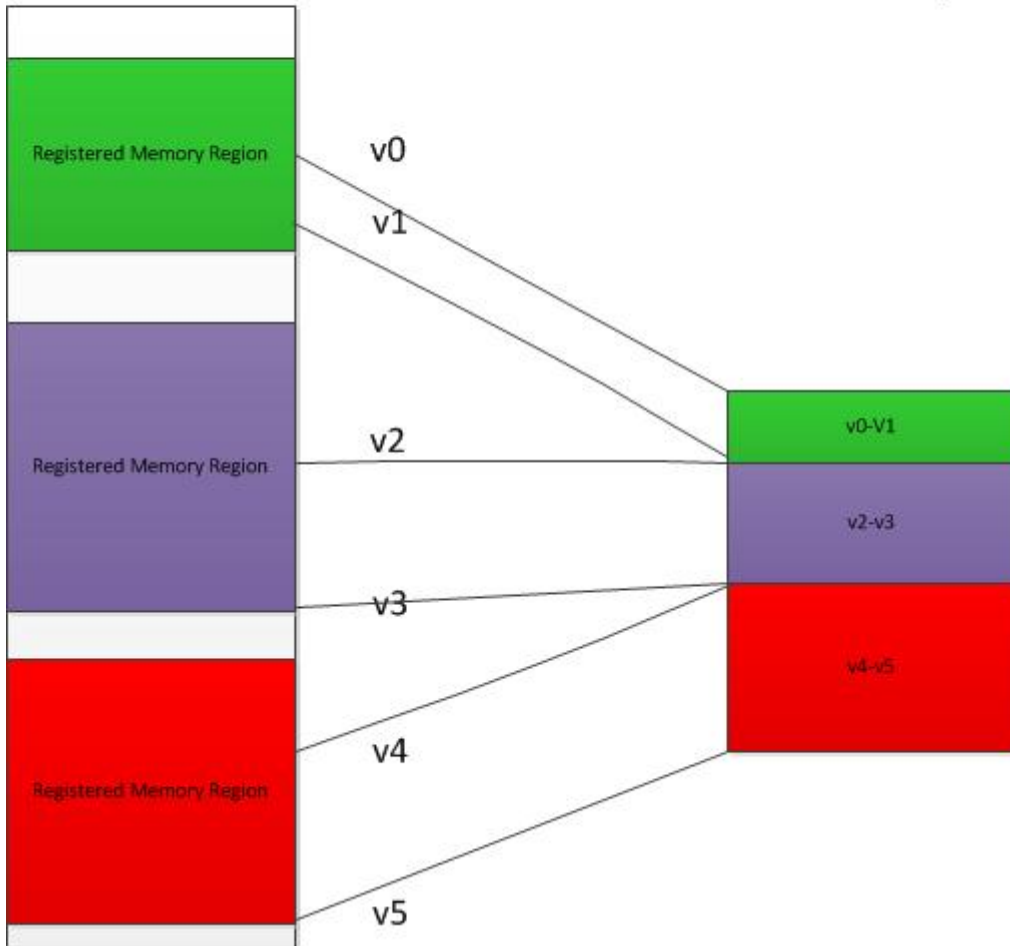 Registered Memory Region
v0
v1
Registered Memory Region
v2
v3
Registered Memory Region
v4
v5
v0-V1
v2-v3
v4-v5